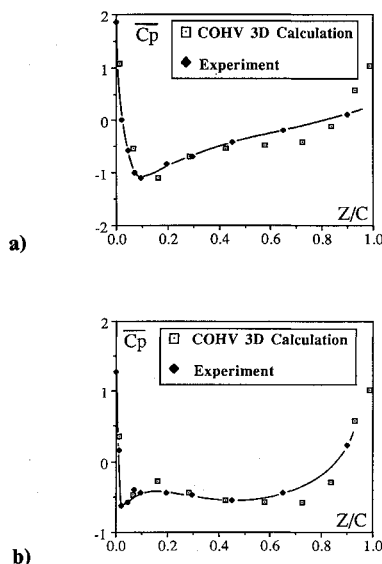 2
Cp
COHV 3D Calculation
Experiment
1
0
-1
Z/C
-2
0.0 0.2 0.4 0.6 0.8 1.0
a)
2
Cp
COHV 3D Calculation
Experiment
1
0
Z/C
-1
0.0 0.2 0.4 0.6 0.8 1.0
b)